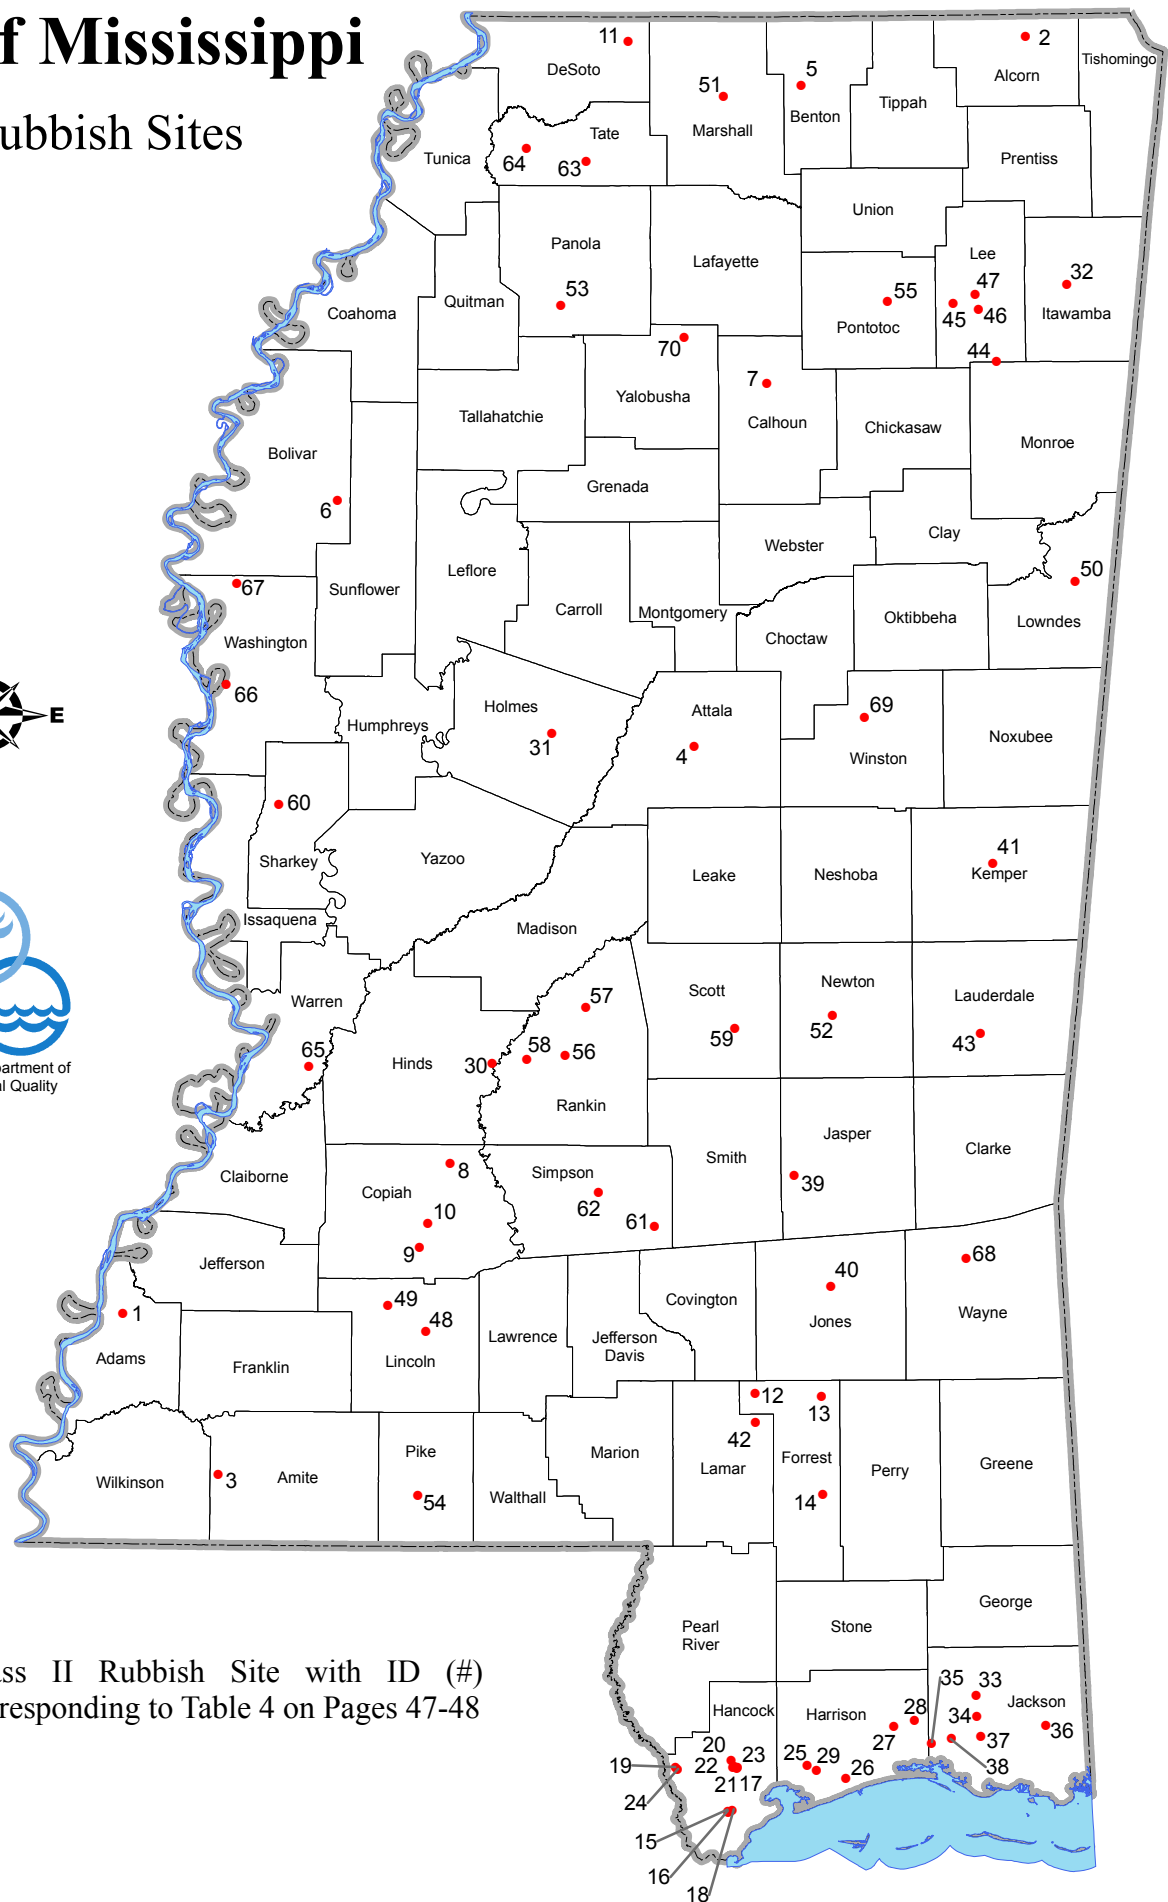 f Mississippi
ubbish Sites
11
DeSoto
2
Alcorn
Tishomingo
51
Marshall
5
Benton
Tippah
Tate
64
63
Tunica
Prentiss
Union
Panola
53
Lafayette
Quitman
Coahoma
55
Pontotoc
Lee
47
45
46
44
32
Itawamba
70
Yalobusha
7
Calhoun
Chickasaw
Monroe
Tallahatchie
Bolivar
6
Grenada
Clay
Webster
Leflore
Sunflower
Carroll
Montgomery
Choctaw
Oktibbeha
50
Lowndes
67
Washington
66
E
Humphreys
Holmes
31
Attala
4
69
Winston
Noxubee
60
Sharkey
Yazoo
Leake
Neshoba
41
Kemper
Issaquena
Madison
Warren
65
partment of
al Quality
Hinds
30
57
58
56
Rankin
Scott
59
Newton
52
Lauderdale
43
Claiborne
8
Copiah
10
9
Simpson
62
61
Smith
Jasper
39
Clarke
Jefferson
1
Adams
Franklin
49
48
Lincoln
Lawrence
Jefferson
Davis
Covington
40
Jones
68
Wayne
12
13
42
Lamar
Forrest
14
Perry
Greene
Marion
Wilkinson
3
Amite
Pike
54
Walthall
Pearl
River
Stone
George
ass II Rubbish Site with ID (#)
responding to Table 4 on Pages 47-48
Hancock
Harrison
28
27
35
33
34
Jackson
36
37
38
20
23
22
21
17
25
29
26
19
24
15
16
18